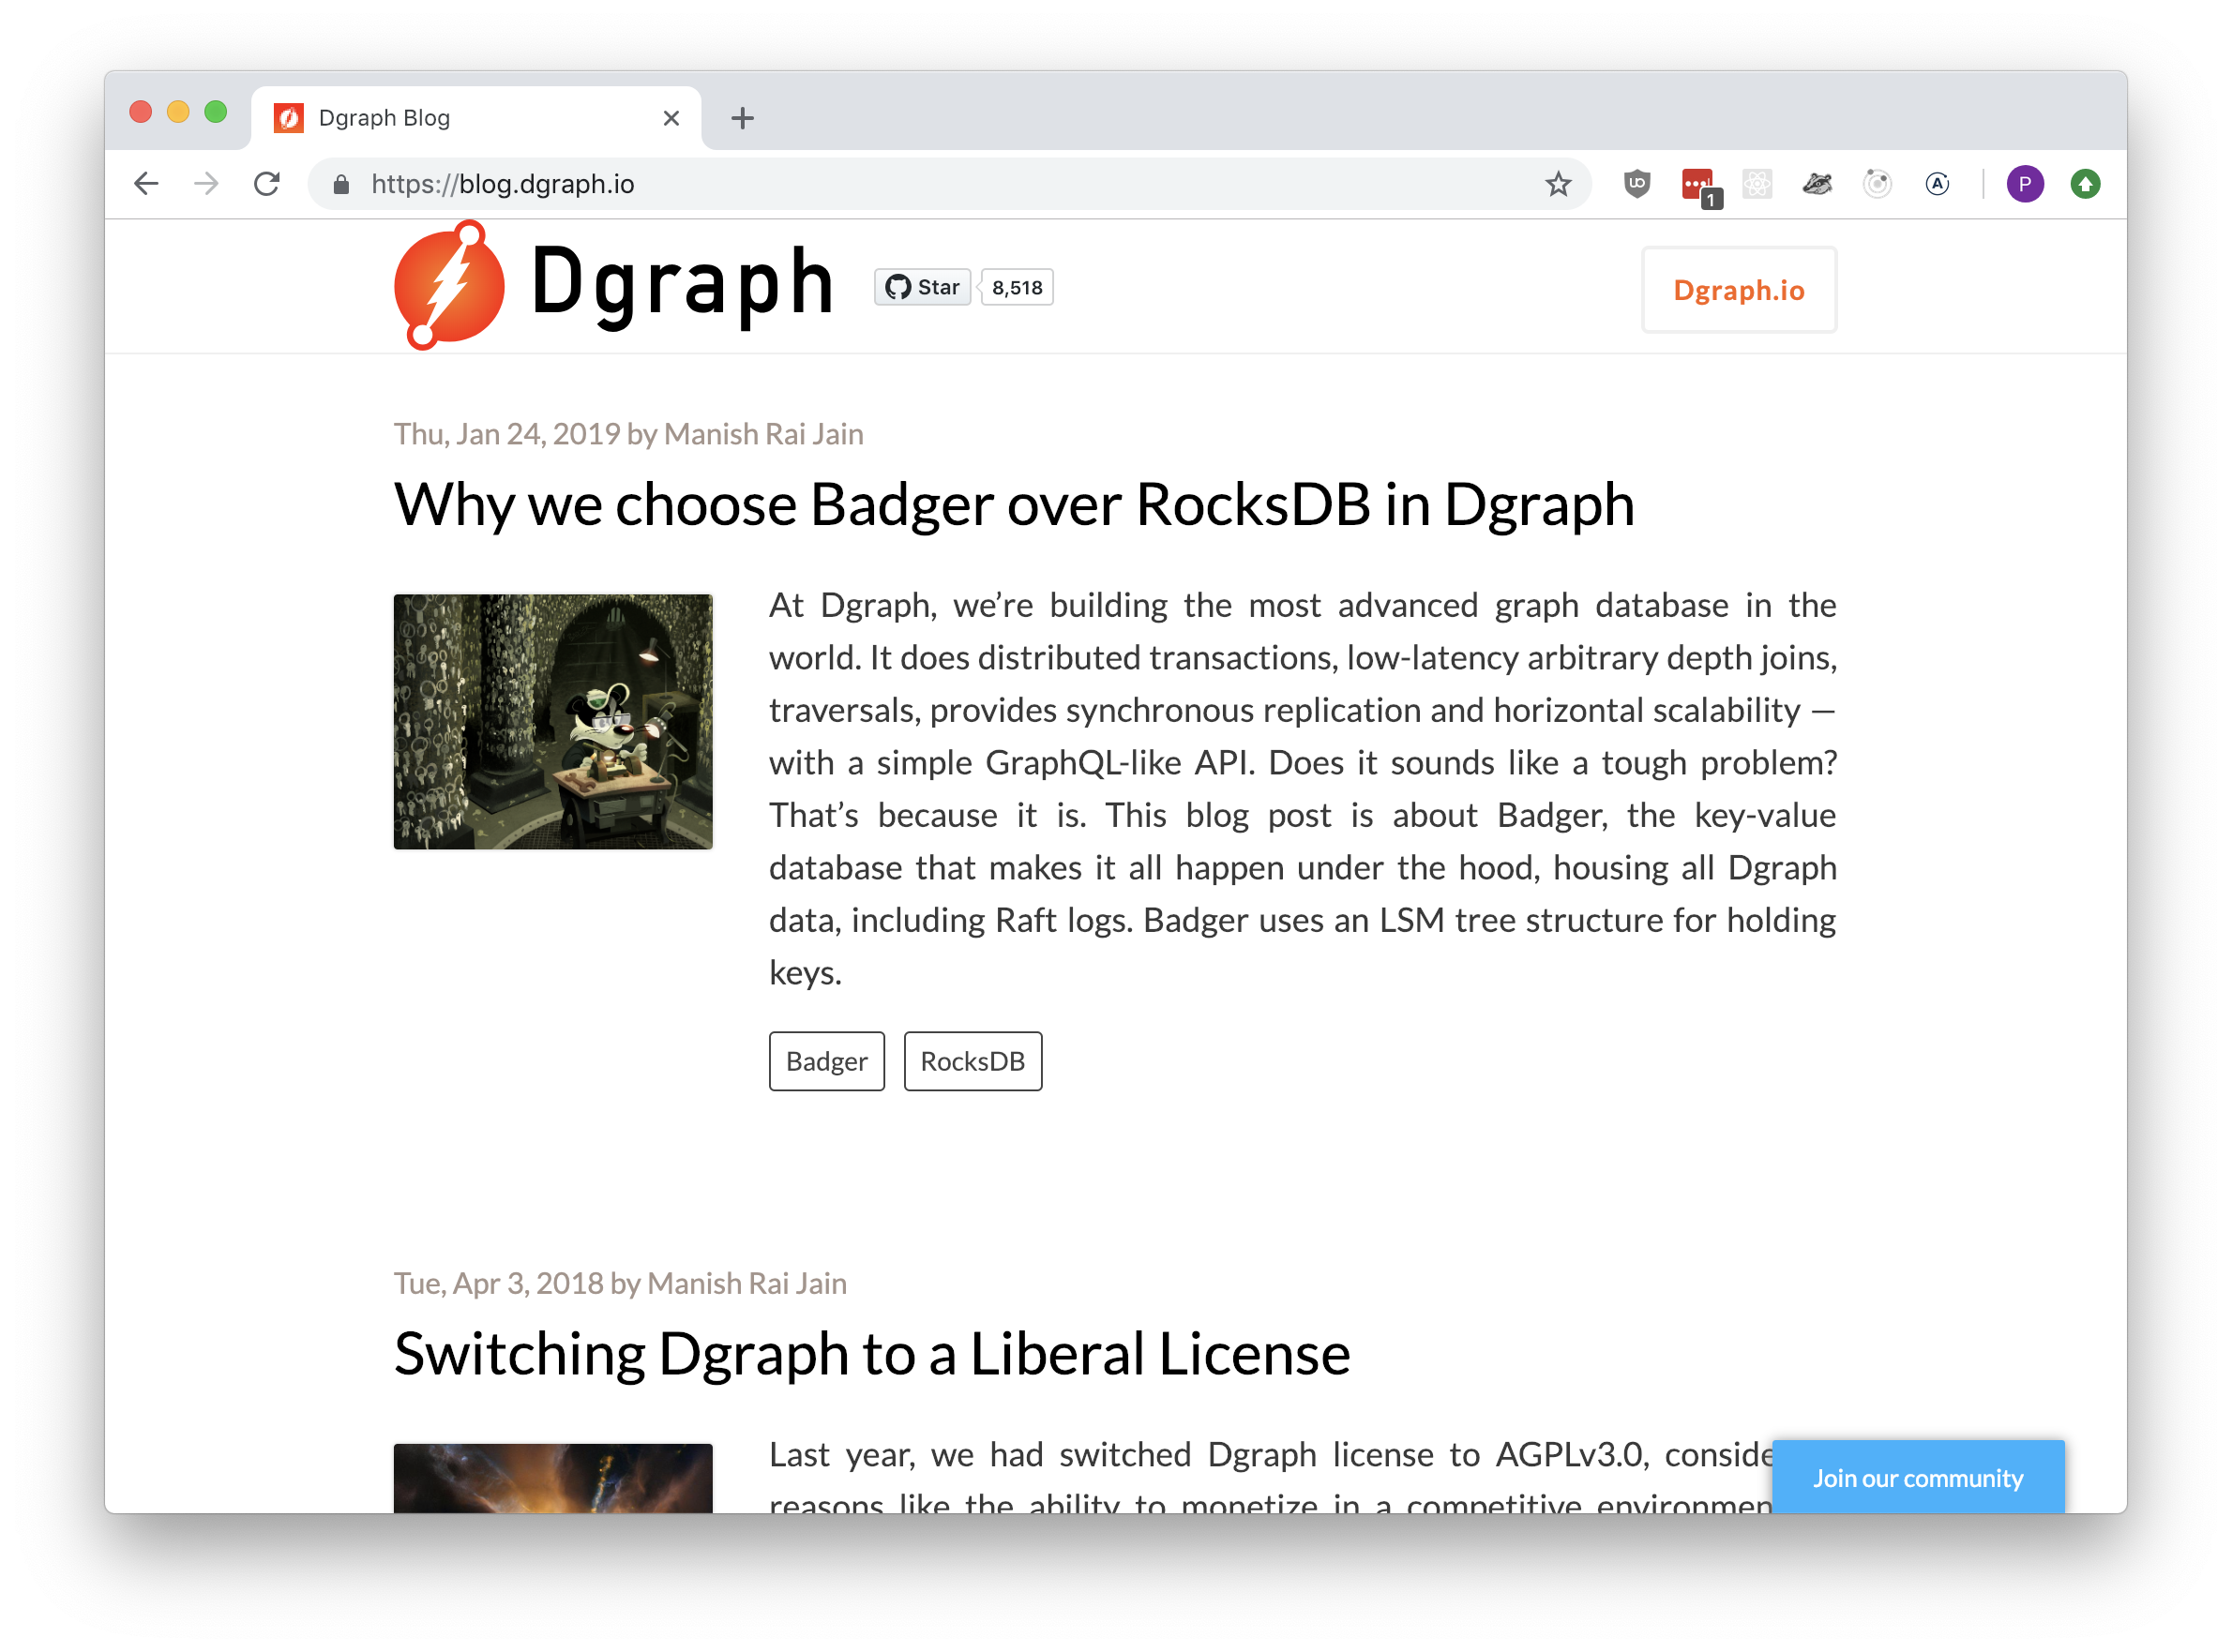 Dgraph Blog
https://blog.dgraph.io
1
P
Dgraph
Star
8,518
Dgraph.io
Thu, Jan 24, 2019 by Manish Rai Jain
Why we choose Badger over RocksDB in Dgraph
At Dgraph, we’re building the most advanced graph database in the
world. It does distributed transactions, low-latency arbitrary depth joins,
traversals, provides synchronous replication and horizontal scalability —
with a simple GraphQL-like API. Does it sounds like a tough problem?
That’s because it is. This blog post is about Badger, the key-value
database that makes it all happen under the hood, housing all Dgraph
data, including Raft logs. Badger uses an LSM tree structure for holding
keys.
Badger
RocksDB
Tue, Apr 3, 2018 by Manish Rai Jain
Switching Dgraph to a Liberal License
Last year, we had switched Dgraph license to AGPLv3.0,
reasons like the ability to monetize in a competitive
Join our community